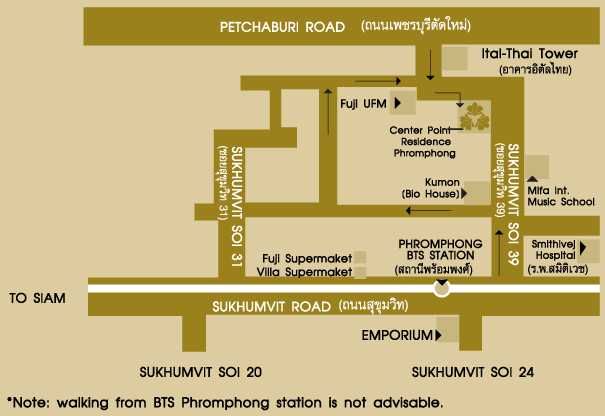 PETCHABURI ROAD (ถนนเพชรบุรีตัดใหม่)
Ital-Thai Tower
(อาคารอิตัลไทย)
Fuji UFM
Center Point
Residence
Phromphong
SUKHUMVIT SOI 31
(ซอยสุขุมวิท 31)
SUKHUMVIT SOI 39
(ซอยสุขุมวิท 39)
Kumon
(Bio House)
Mifa Int.
Music School
Fuji Supermaket
Villa Supermaket
PHROMPHONG
BTS STATION
(สถานีพร้อมพงศ์)
Smithivej
Hospital
(ร.พ.สมิติเวช)
TO SIAM
SUKHUMVIT ROAD (ถนนสุขุมวิท)
EMPORIUM
SUKHUMVIT SOI 20
SUKHUMVIT SOI 24
*Note: walking from BTS Phromphong station is not advisable.